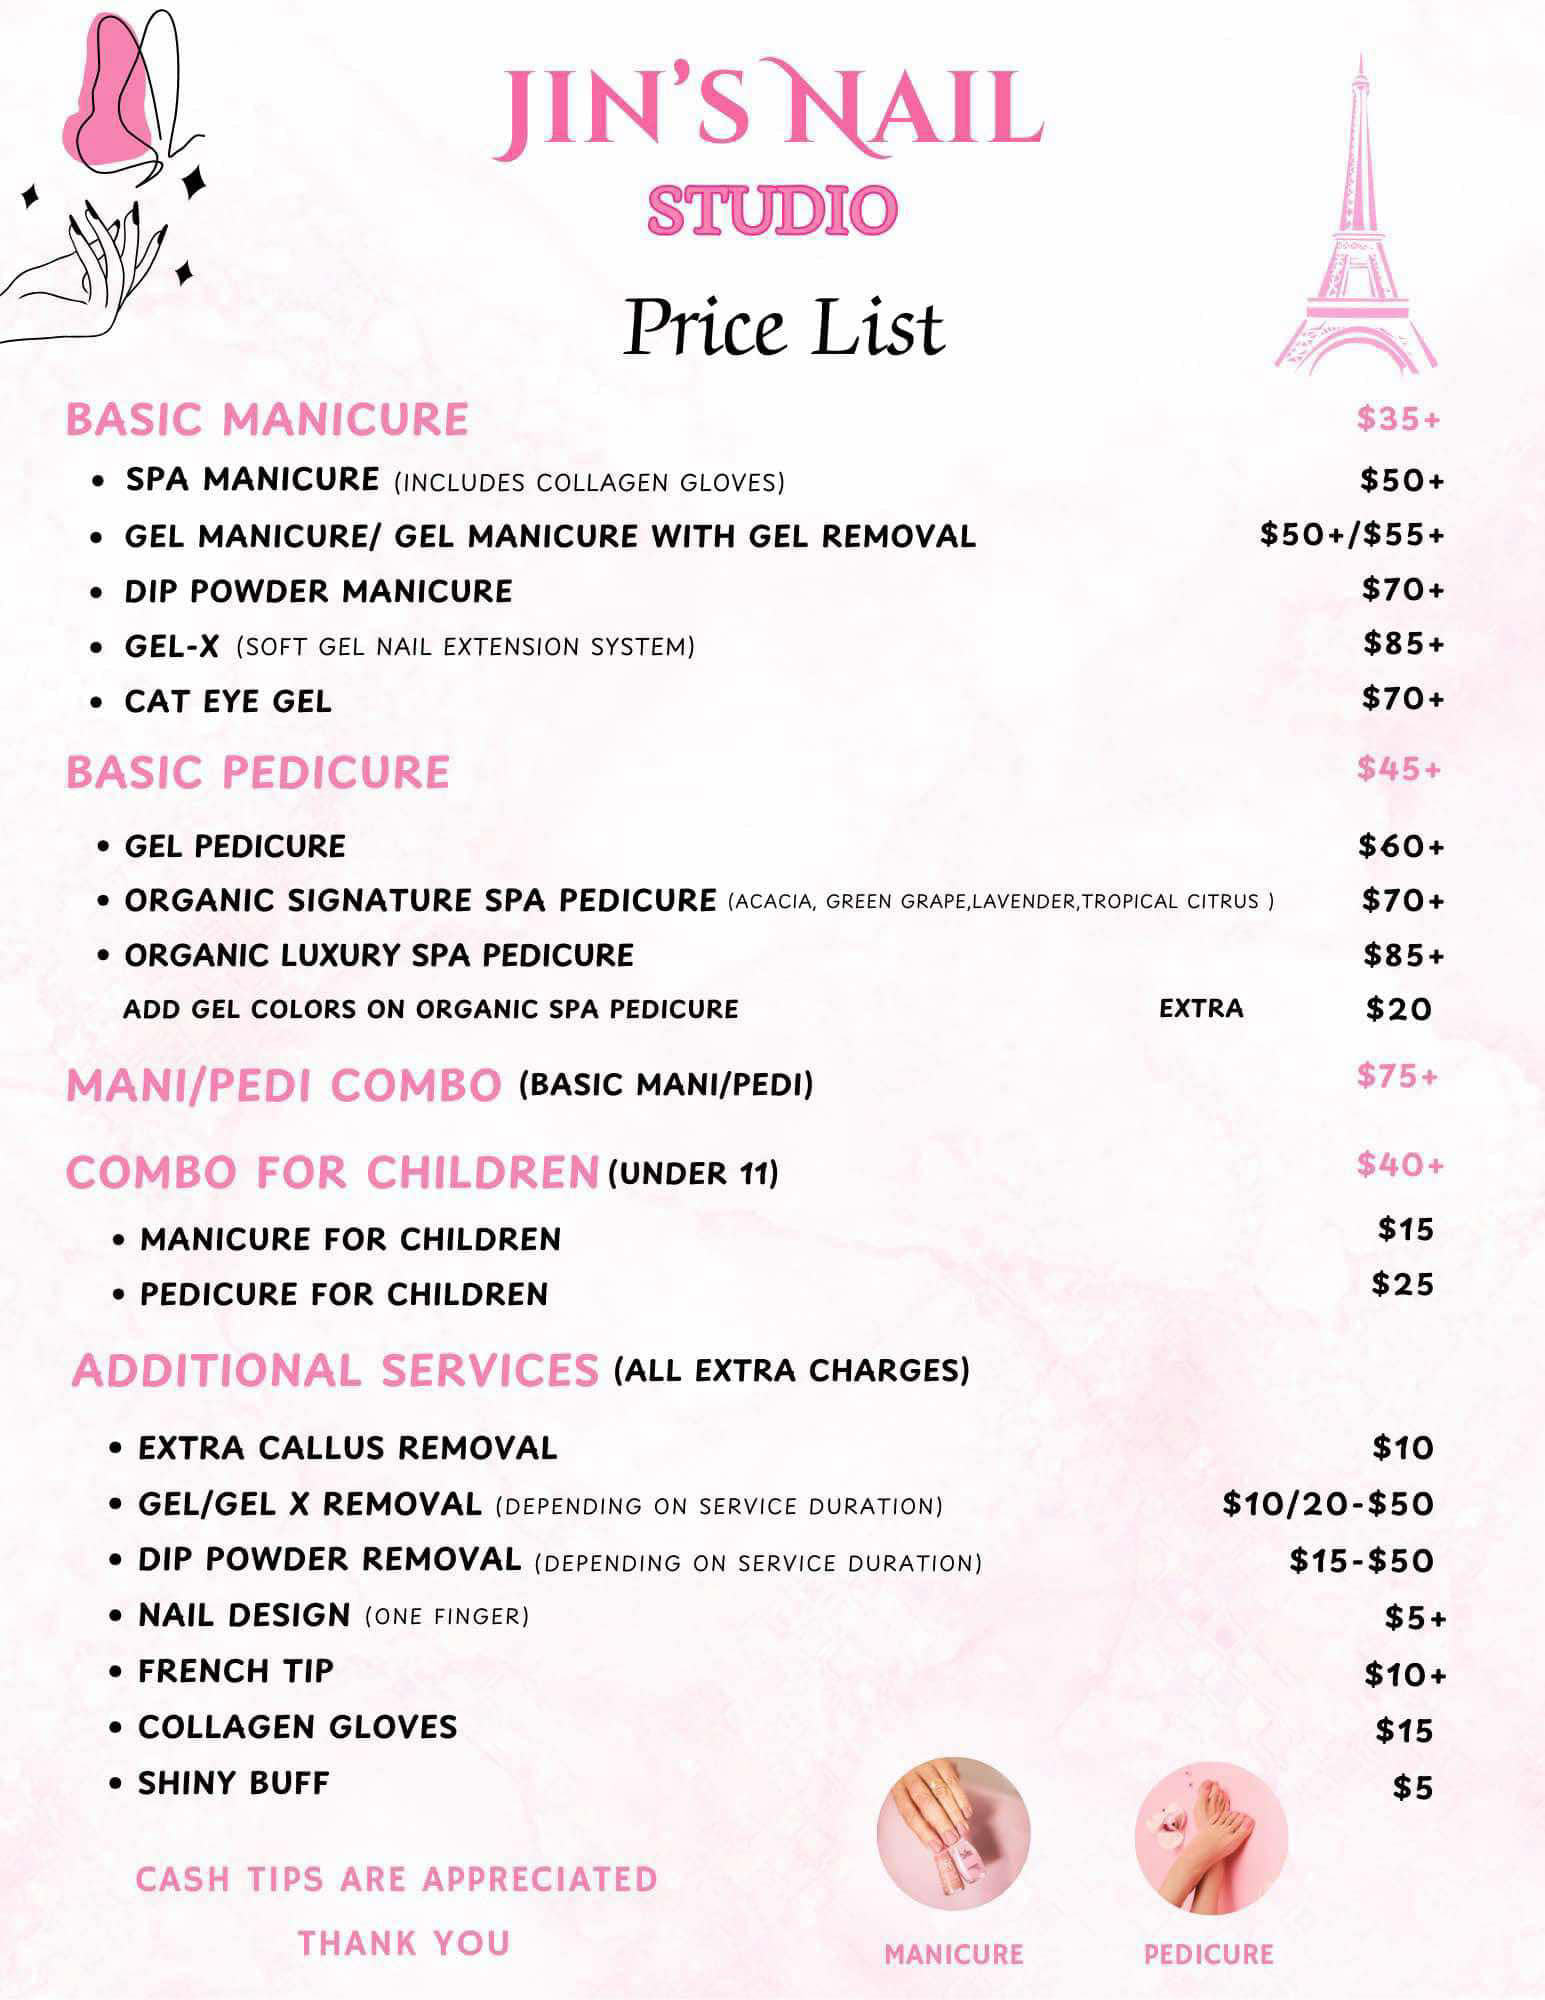 JIN'S NAIL
STUDIO
Price List
BASIC MANICURE $35+
• SPA MANICURE (INCLUDES COLLAGEN GLOVES) $50+
• GEL MANICURE/ GEL MANICURE WITH GEL REMOVAL $50+/$55+
• DIP POWDER MANICURE $70+
• GEL-X (SOFT GEL NAIL EXTENSION SYSTEM) $85+
• CAT EYE GEL $70+
BASIC PEDICURE $45+
• GEL PEDICURE $60+
• ORGANIC SIGNATURE SPA PEDICURE (ACACIA, GREEN GRAPE,LAVENDER,TROPICAL CITRUS ) $70+
• ORGANIC LUXURY SPA PEDICURE $85+
ADD GEL COLORS ON ORGANIC SPA PEDICURE EXTRA $20
MANI/PEDI COMBO (BASIC MANI/PEDI) $75+
COMBO FOR CHILDREN (UNDER 11) $40+
• MANICURE FOR CHILDREN $15
• PEDICURE FOR CHILDREN $25
ADDITIONAL SERVICES (ALL EXTRA CHARGES)
• EXTRA CALLUS REMOVAL $10
• GEL/GEL X REMOVAL (DEPENDING ON SERVICE DURATION) $10/20-$50
• DIP POWDER REMOVAL (DEPENDING ON SERVICE DURATION) $15-$50
• NAIL DESIGN (ONE FINGER) $5+
• FRENCH TIP $10+
• COLLAGEN GLOVES $15
• SHINY BUFF $5
CASH TIPS ARE APPRECIATED
THANK YOU
MANICURE PEDICURE